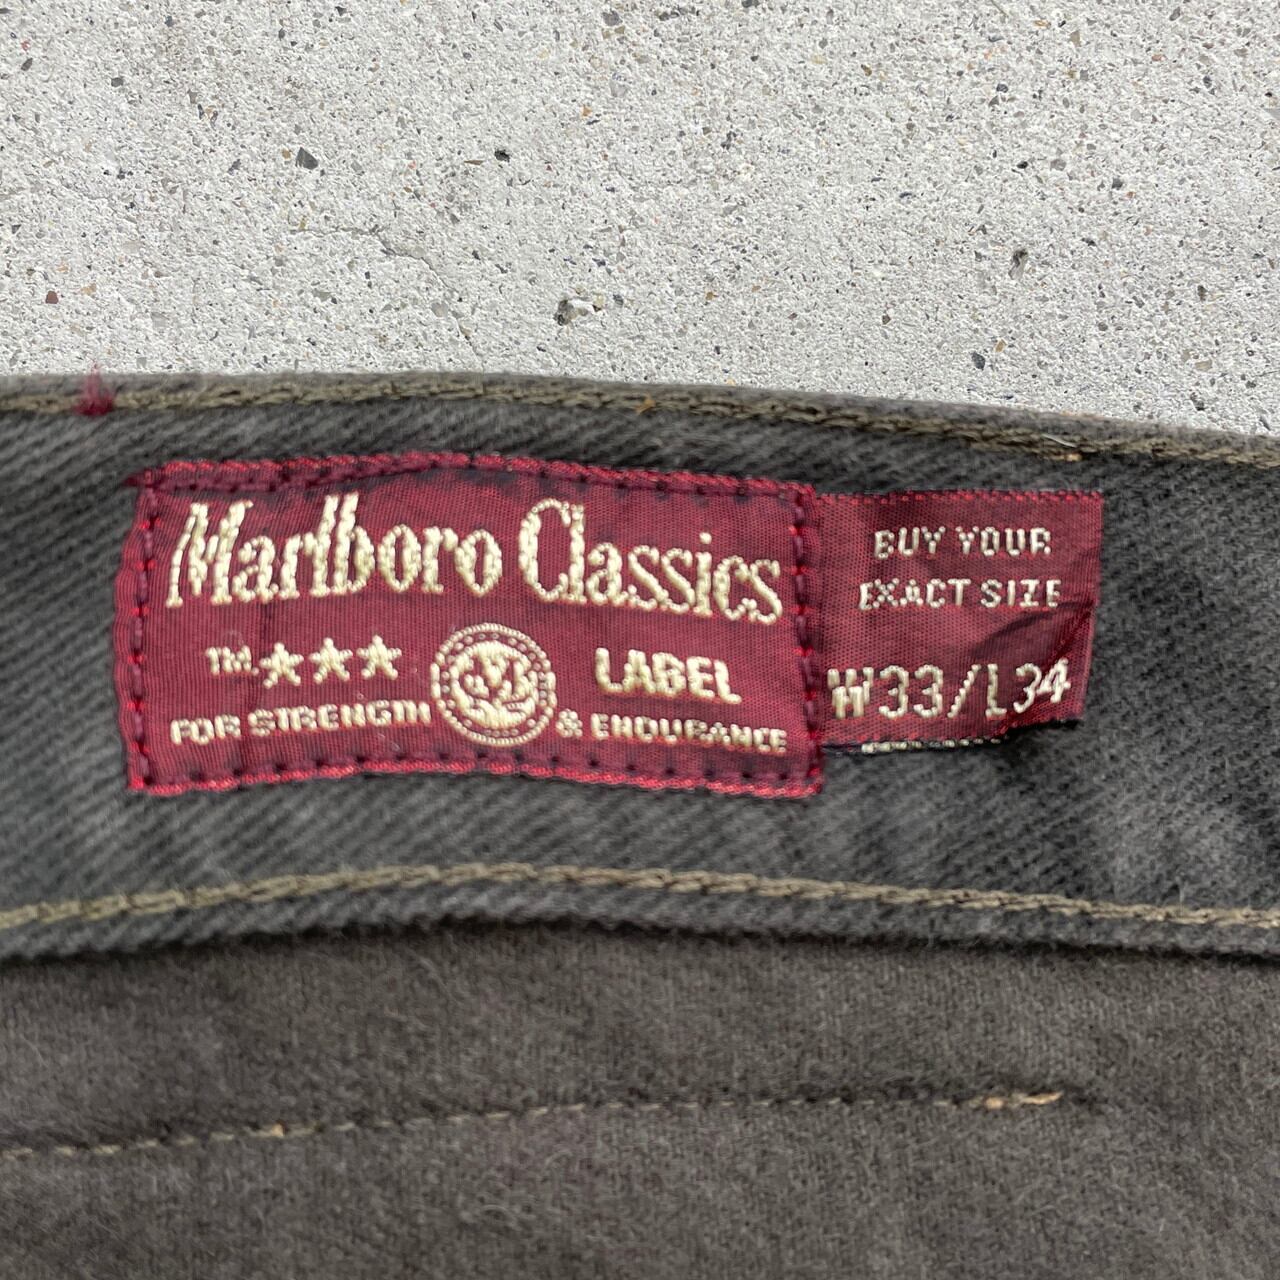 Marlboro Classics
TM ★★★ LABEL
FOR STRENGTH & ENDURANCE
BUY YOUR
EXACT SIZE
W33/L34